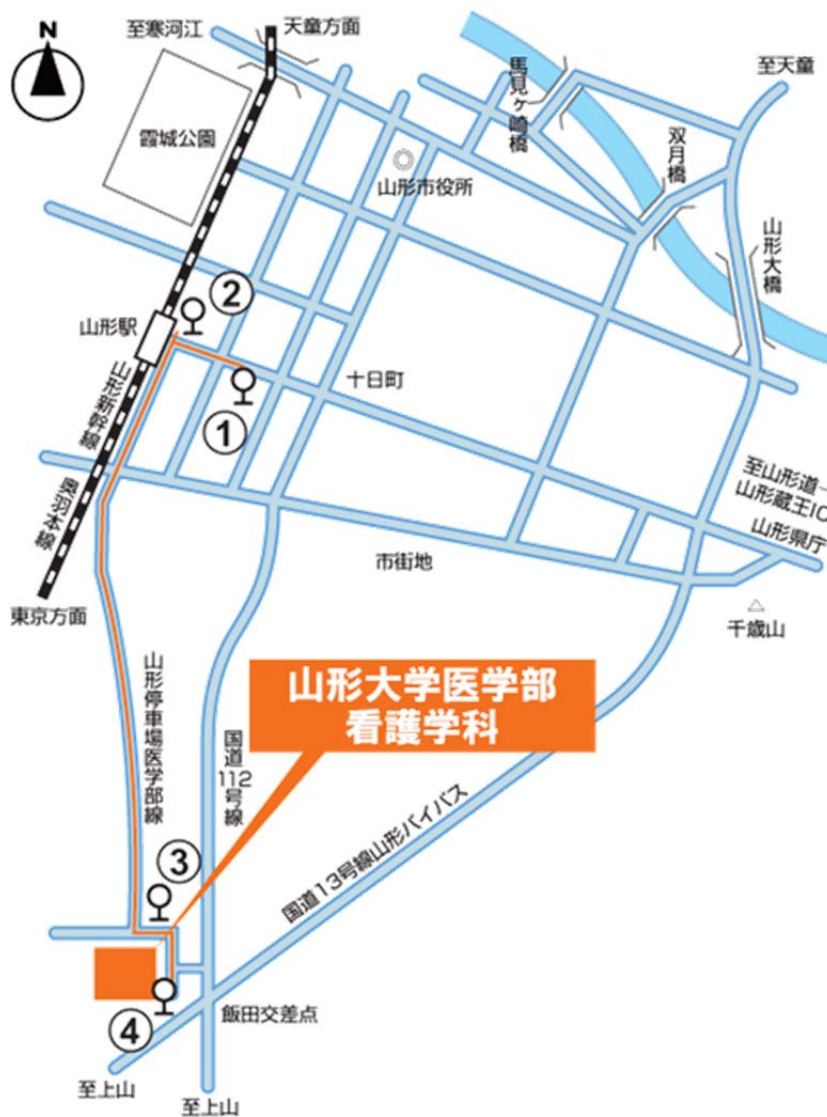 N
至寒河江
天童方面
至天童
馬見ヶ崎橋
双月橋
霞城公園
山形市役所
山形大橋
②
山形駅
①
十日町
山形新幹線
奥羽本線
至山形道
山形蔵王IC
山形県庁
市街地
東京方面
千歳山
山形大学医学部
看護学科
山形停車場医学部線
国道112号線
国道13号線山形バイパス
③
④
飯田交差点
至上山
至上山